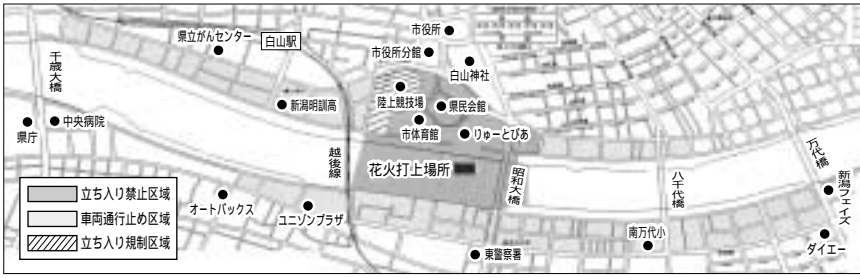 市役所
県立がんセンター
白山駅
市役所分館
白山神社
千歳大橋
陸上競技場
県民会館
新潟明訓高
県庁
中央病院
市体育館
りゅーとぴあ
越後線
花火打上場所
昭和大橋
八千代橋
万代橋
新潟フェイズ
立ち入り禁止区域
車両通行止め区域
立ち入り規制区域
オートバックス
ユニゾンプラザ
東警察署
南万代小
ダイエー